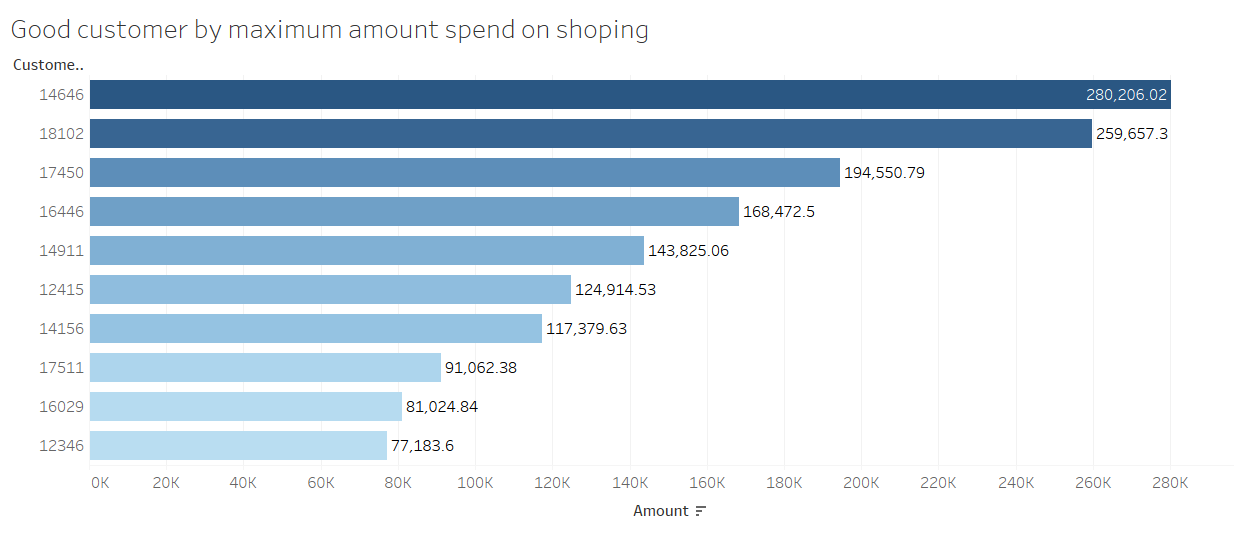 Good customer by maximum amount spend on shoping
Custome..
14646 280,206.02
18102 259,657.3
17450 194,550.79
16446 168,472.5
14911 143,825.06
12415 124,914.53
14156 117,379.63
17511 91,062.38
16029 81,024.84
12346 77,183.6
0K 20K 40K 60K 80K 100K 120K 140K 160K 180K 200K 220K 240K 260K 280K
Amount